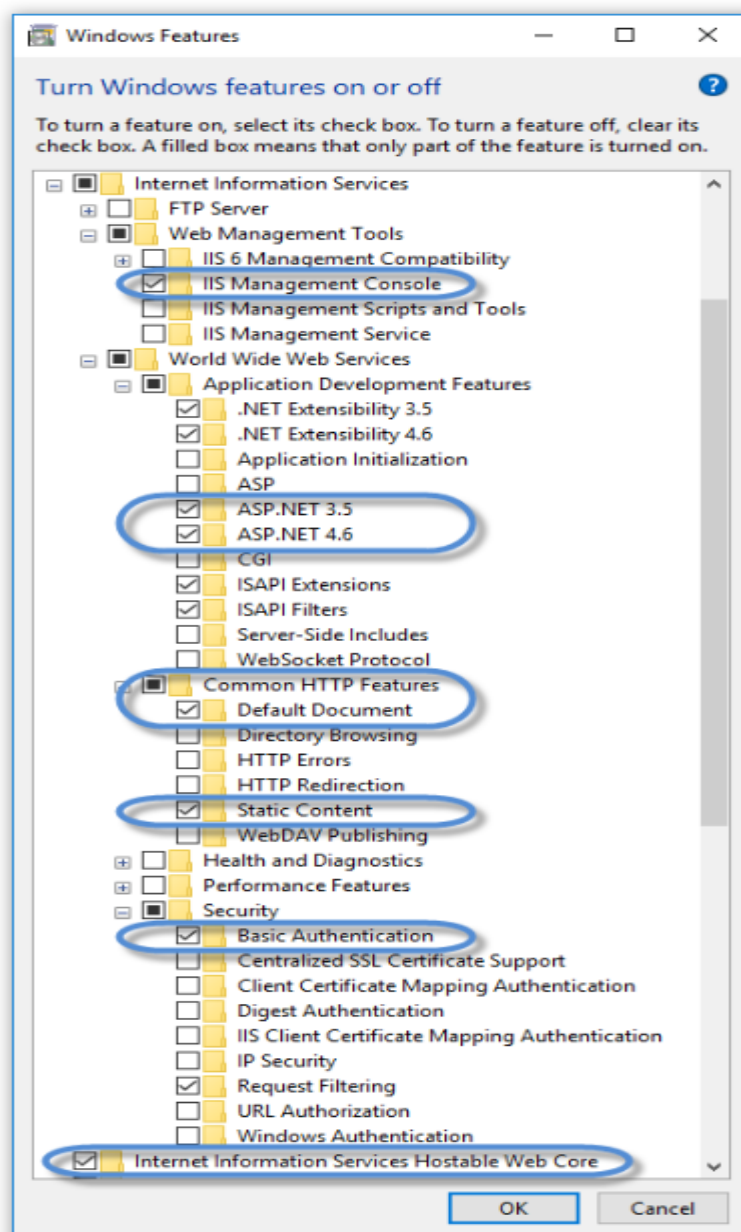 Windows Features
Turn Windows features on or off
?
To turn a feature on, select its check box. To turn a feature off, clear its
check box. A filled box means that only part of the feature is turned on.
Internet Information Services
FTP Server
Web Management Tools
IIS 6 Management Compatibility
IIS Management Console
IIS Management Scripts and Tools
IIS Management Service
World Wide Web Services
Application Development Features
.NET Extensibility 3.5
.NET Extensibility 4.6
Application Initialization
ASP
ASP.NET 3.5
ASP.NET 4.6
CGI
ISAPI Extensions
ISAPI Filters
Server-Side Includes
WebSocket Protocol
Common HTTP Features
Default Document
Directory Browsing
HTTP Errors
HTTP Redirection
Static Content
WebDAV Publishing
Health and Diagnostics
Performance Features
Security
Basic Authentication
Centralized SSL Certificate Support
Client Certificate Mapping Authentication
Digest Authentication
IIS Client Certificate Mapping Authentication
IP Security
Request Filtering
URL Authorization
Windows Authentication
Internet Information Services Hostable Web Core
OK
Cancel